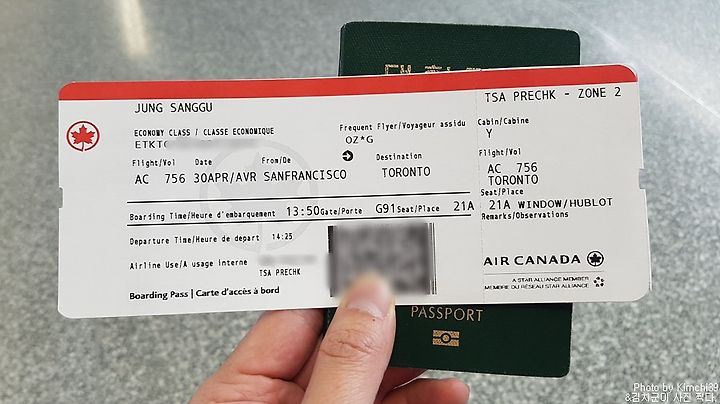 JUNG SANGGU
TSA PRECHK - ZONE 2
ECONOMY CLASS / CLASSE ECONOMIQUE
Frequent Flyer/Voyageur assidu
Cabin/Cabine
OZ*G
Y
Flight/Vol Date From/De Destination
AC 756 30APR/AVR SANFRANCISCO TORONTO
Flight/Vol
AC 756
TORONTO
Seat/Place
21A WINDOW/HUBLOT
Remarks/Observations
Boarding Time/Heure d'embarquement 13:50 Gate/Porte G91 Seat/Place 21A
Departure Time/Heure de départ 14:25
Airline Use/A usage interne
TSA PRECHK
Boarding Pass | Carte d'accès à bord
AIR CANADA
A STAR ALLIANCE MEMBER
MEMBRE DU RÉSEAU STAR ALLIANCE
PASSPORT
Photo by Kimchi39
&김치군이 사진 찍다.